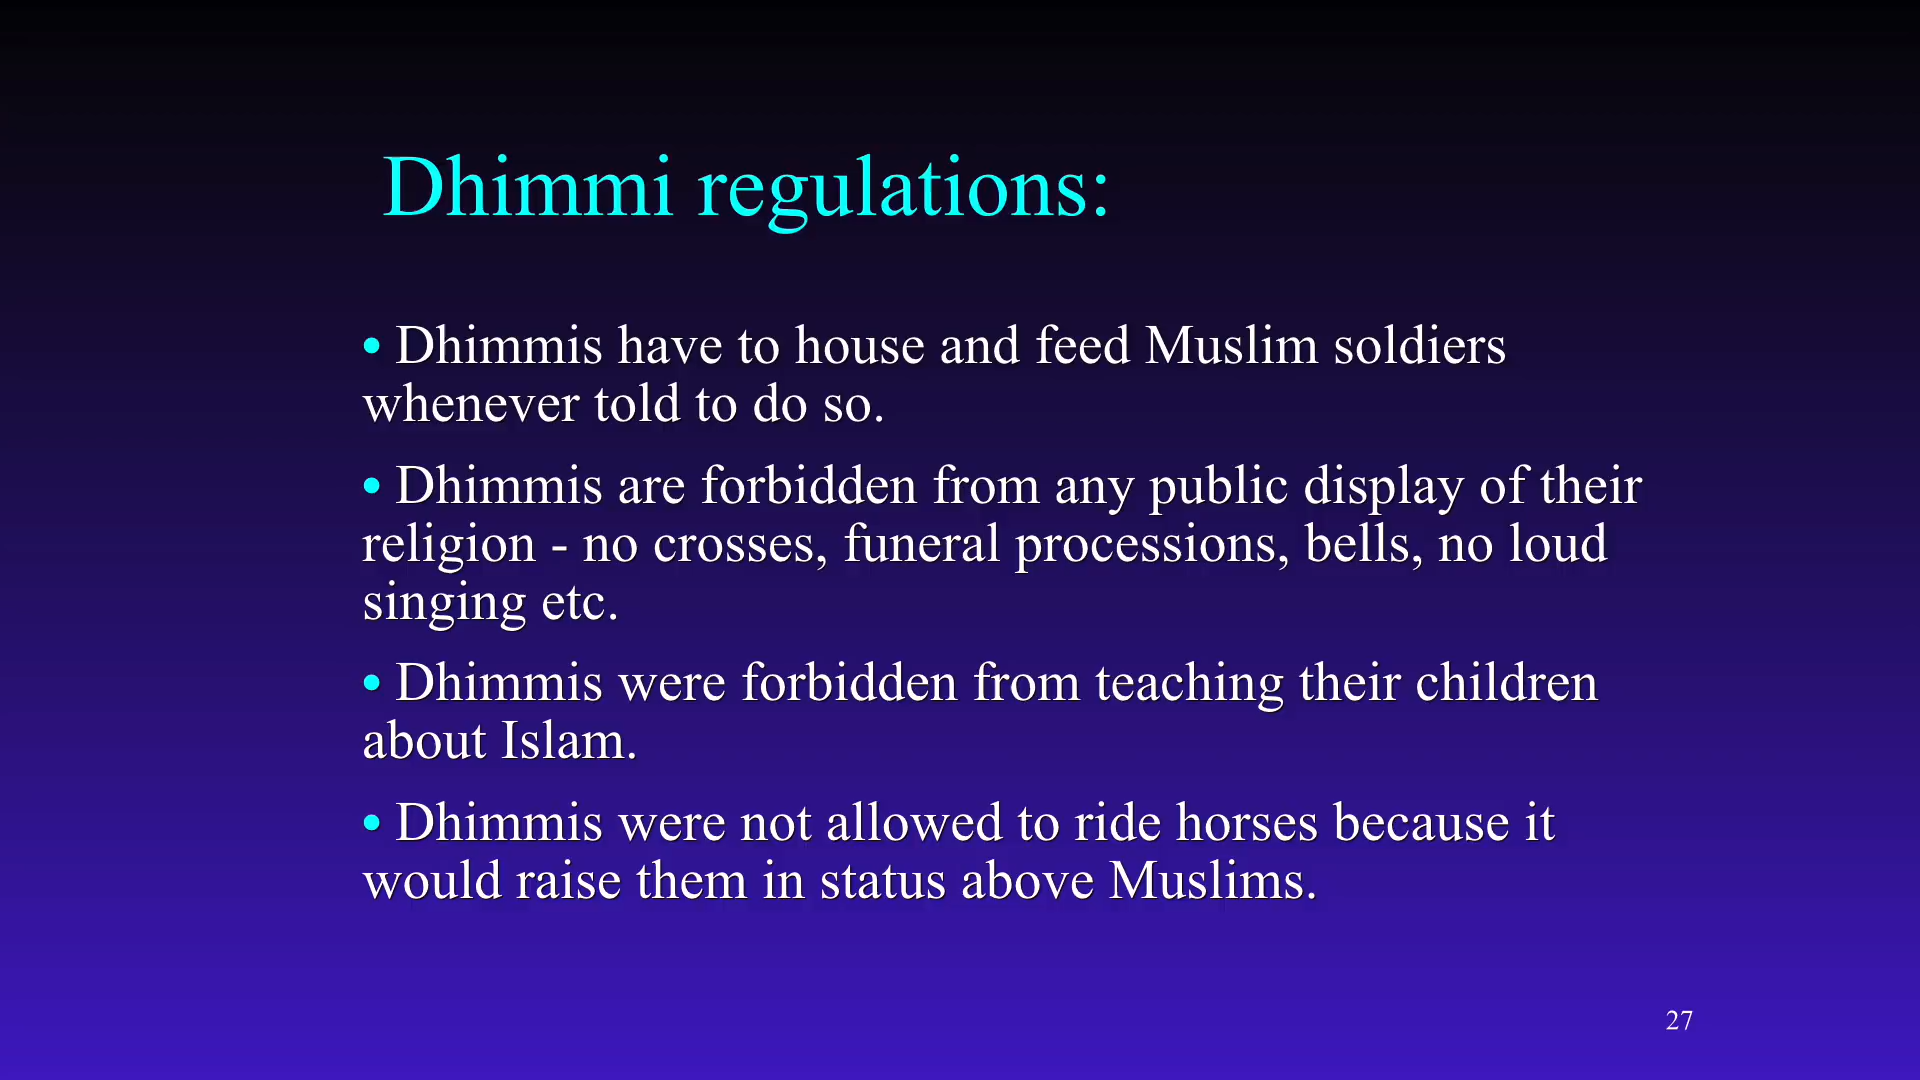 Dhimmi regulations:
• Dhimmis have to house and feed Muslim soldiers
whenever told to do so.
• Dhimmis are forbidden from any public display of their
religion - no crosses, funeral processions, bells, no loud
singing etc.
• Dhimmis were forbidden from teaching their children
about Islam.
• Dhimmis were not allowed to ride horses because it
would raise them in status above Muslims.
27